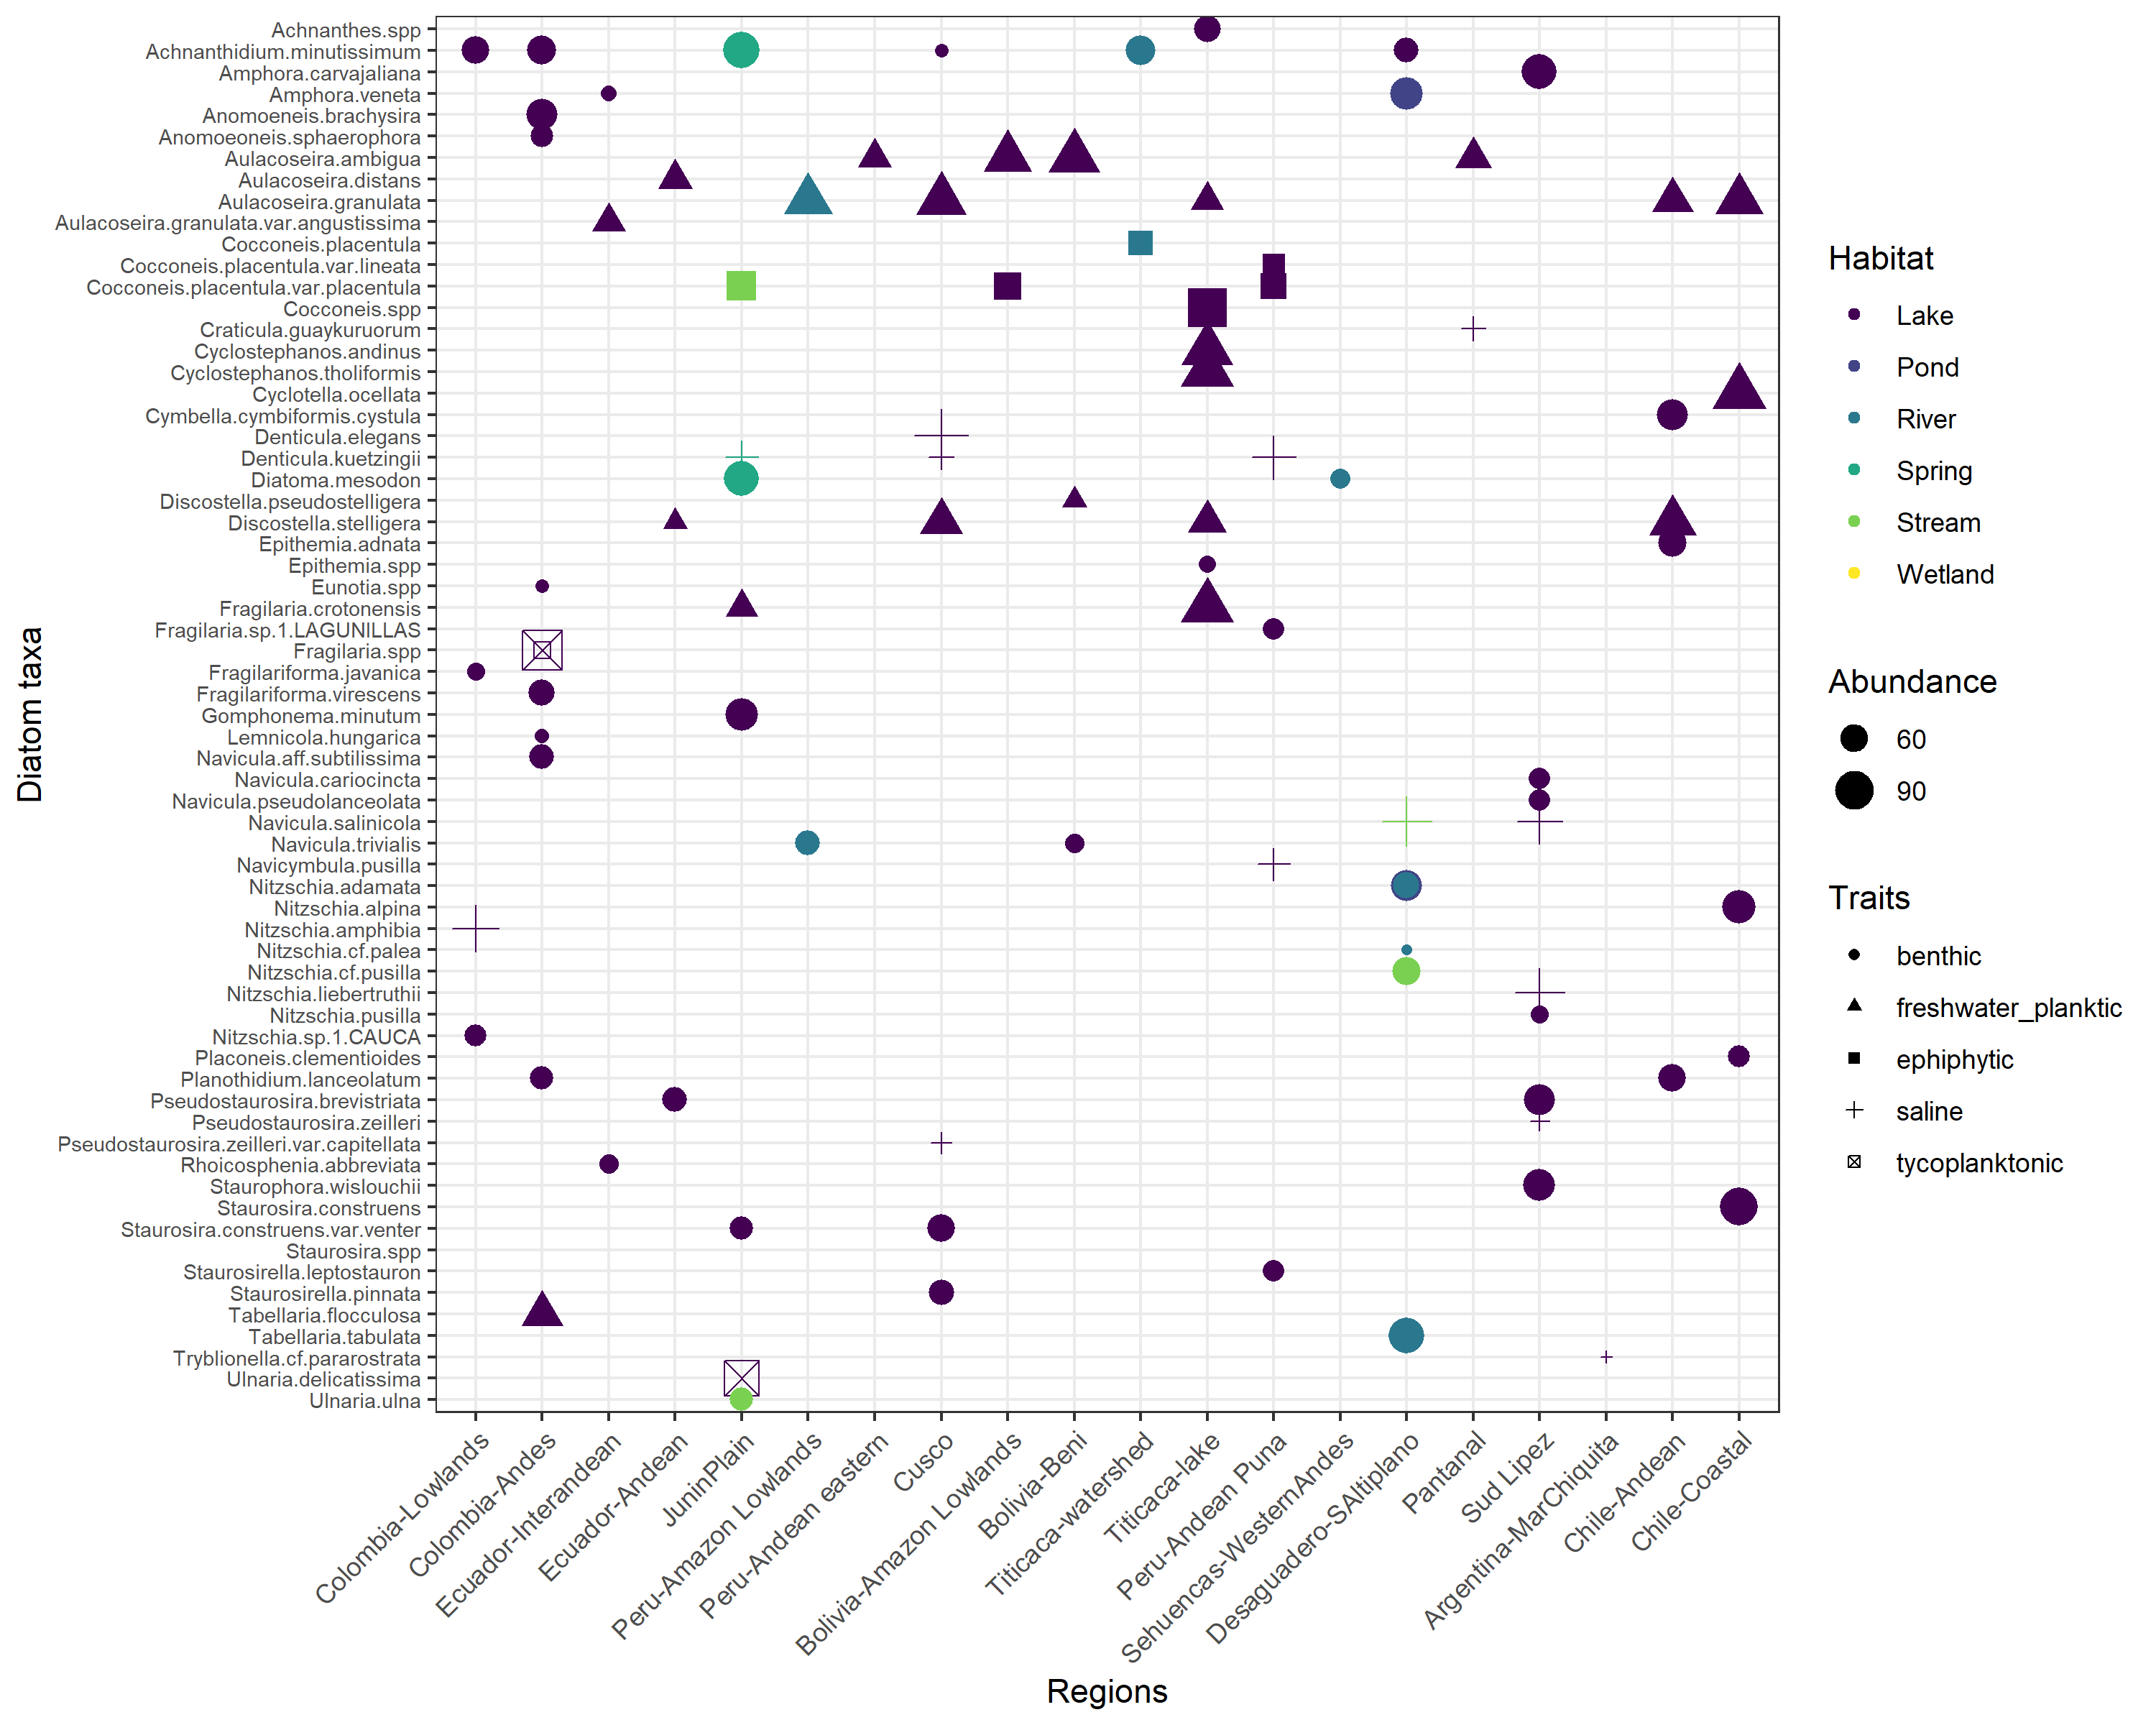 Achnanthes.spp
Achnanthidium.minutissimum
Amphora.carvajaliana
Amphora.veneta
Anomoeneis.brachysira
Anomoeoneis.sphaerophora
Aulacoseira.ambigua
Aulacoseira.distans
Aulacoseira.granulata
Aulacoseira.granulata.var.angustissima
Cocconeis.placentula
Cocconeis.placentula.var.lineata
Cocconeis.placentula.var.placentula
Cocconeis.spp
Craticula.guaykuruorum
Cyclostephanos.andinus
Cyclostephanos.tholiformis
Cyclotella.ocellata
Cymbella.cymbiformis.cystula
Denticula.elegans
Denticula.kuetzingii
Diatoma.mesodon
Discostella.pseudostelligera
Discostella.stelligera
Epithemia.adnata
Epithemia.spp
Eunotia.spp
Fragilaria.crotonensis
Fragilaria.sp.1.LAGUNILLAS
Fragilaria.spp
Fragilariforma.javanica
Fragilariforma.virescens
Gomphonema.minutum
Lemnicola.hungarica
Navicula.aff.subtilissima
Navicula.cariocincta
Navicula.pseudolanceolata
Navicula.salinicola
Navicula.trivialis
Navicymbula.pusilla
Nitzschia.adamata
Nitzschia.alpina
Nitzschia.amphibia
Nitzschia.cf.palea
Nitzschia.cf.pusilla
Nitzschia.liebertruthii
Nitzschia.pusilla
Nitzschia.sp.1.CAUCA
Placoneis.clementioides
Planothidium.lanceolatum
Pseudostaurosira.brevistriata
Pseudostaurosira.zeilleri
Pseudostaurosira.zeilleri.var.capitellata
Rhoicosphenia.abbreviata
Staurophora.wislouchii
Staurosira.construens
Staurosira.construens.var.venter
Staurosira.spp
Staurosirella.leptostauron
Staurosirella.pinnata
Tabellaria.flocculosa
Tabellaria.tabulata
Tryblionella.cf.pararostrata
Ulnaria.delicatissima
Ulnaria.ulna
Diatom taxa
Colombia-Lowlands
Colombia-Andes
Ecuador-Interandean
Ecuador-Andean
JuninPlain
Peru-Amazon Lowlands
Peru-Andean eastern
Cusco
Bolivia-Amazon Lowlands
Bolivia-Beni
Titicaca-watershed
Titicaca-lake
Peru-Andean Puna
Sehuencas-WesternAndes
Desaguadero-SAltiplano
Pantanal
Sud Lipez
Argentina-MarChiquita
Chile-Andean
Chile-Coastal
Regions
Habitat
Lake
Pond
River
Spring
Stream
Wetland
Abundance
60
90
Traits
benthic
freshwater_planktic
ephiphytic
saline
tycoplanktonic